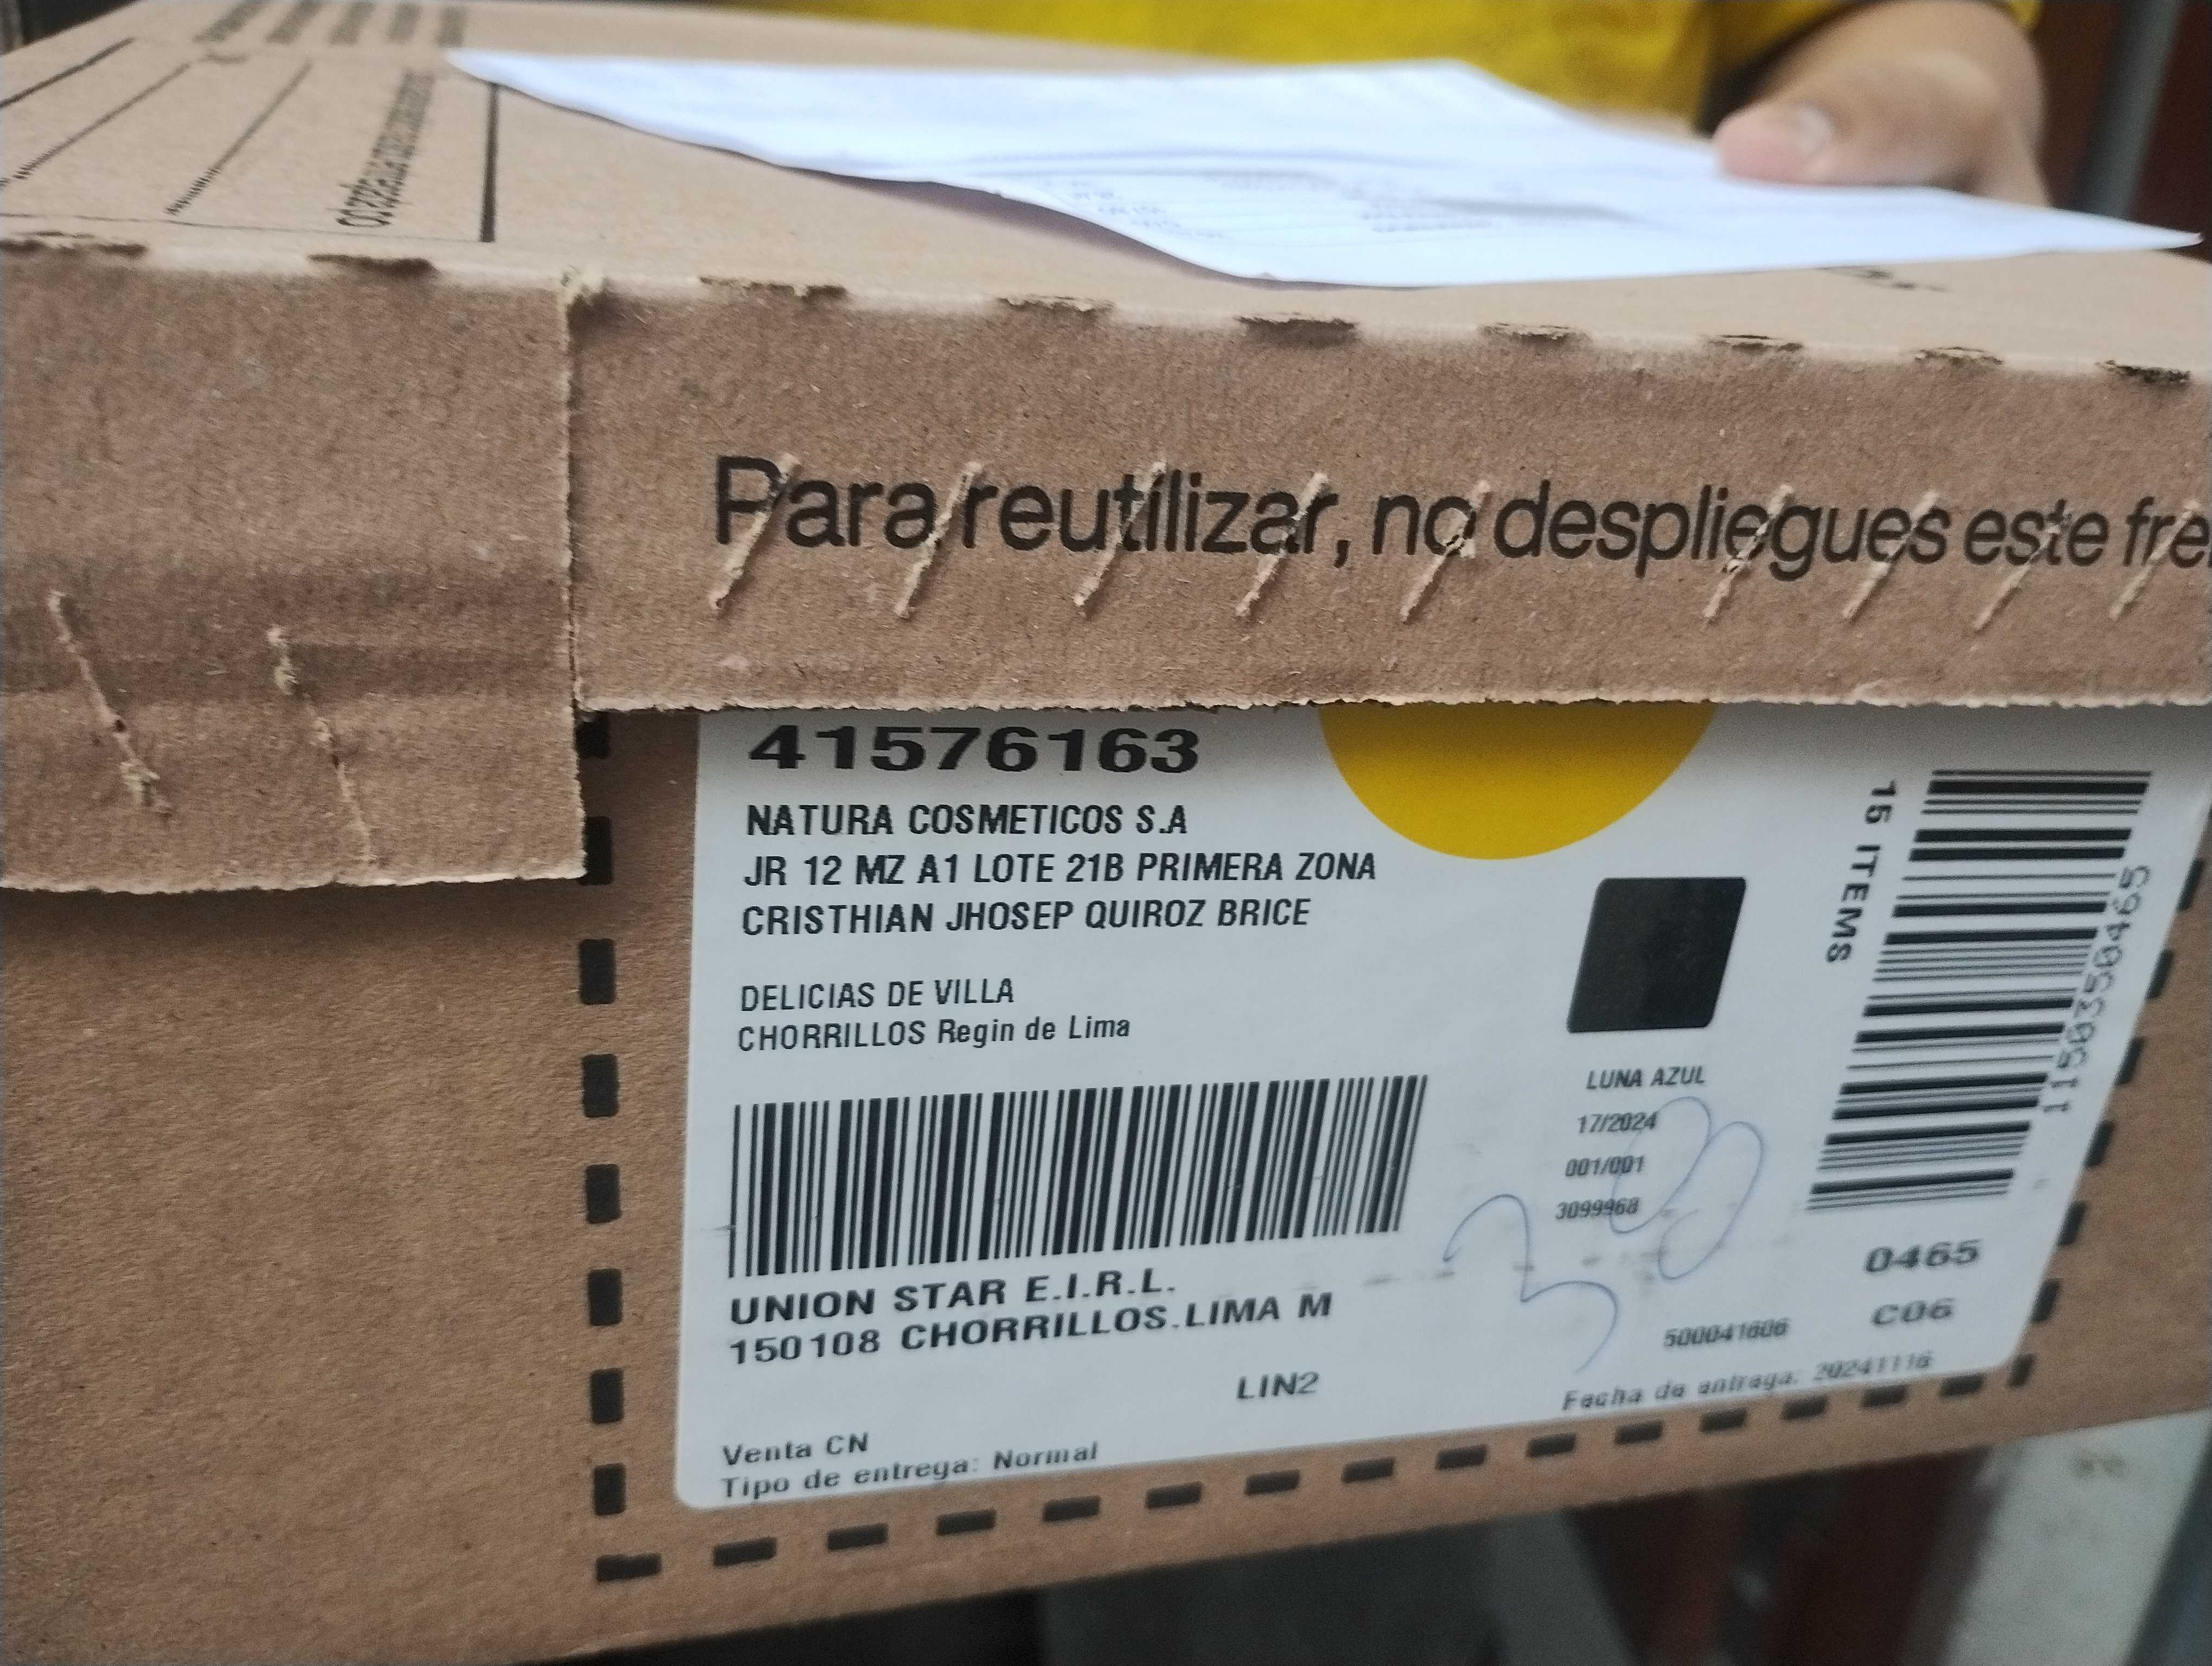 Para reutilizar, no despliegues este fre
41576163
NATURA COSMETICOS S.A
JR 12 MZ A1 LOTE 21B PRIMERA ZONA
CRISTHIAN JHOSEP QUIROZ BRICE
DELICIAS DE VILLA
CHORRILLOS Regin de Lima
UNION STAR E.I.R.L.
150108 CHORRILLOS.LIMA M
LIN2
Venta CN
Tipo de entrega: Normal
LUNA AZUL
17/2024
001/001
3099968
15 ITEMS
1150350465
0465
C06
500041606
Fecha de entrega: 20241116